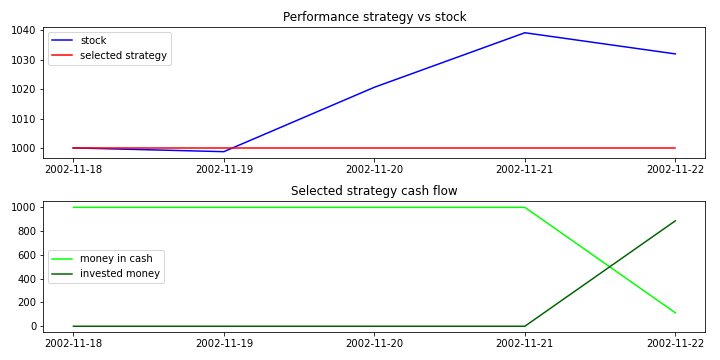 Performance strategy vs stock
1040
1030
1020
1010
1000
stock
selected strategy
2002-11-18 2002-11-19 2002-11-20 2002-11-21 2002-11-22
Selected strategy cash flow
1000
800
600
400
200
0
money in cash
invested money
2002-11-18 2002-11-19 2002-11-20 2002-11-21 2002-11-22